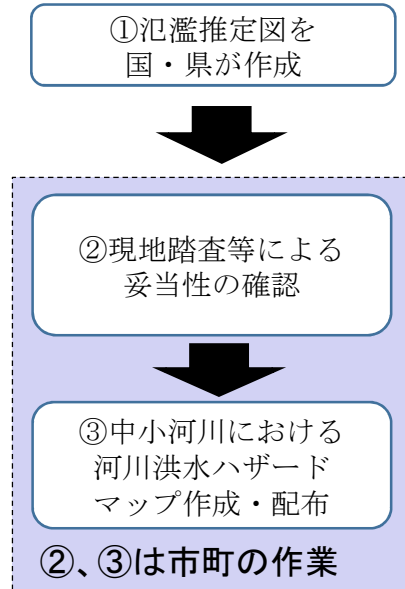 ①氾濫推定図を
国・県が作成
②現地踏査等による
妥当性の確認
③中小河川における
河川洪水ハザード
マップ作成・配布
②、③は市町の作業